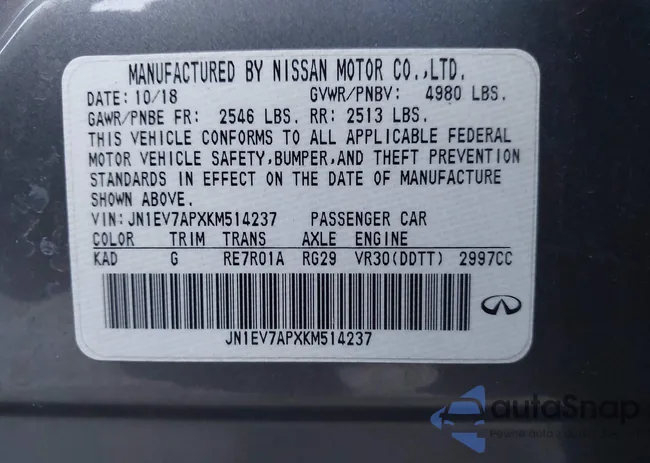 MANUFACTURED BY NISSAN MOTOR CO.,LTD.
DATE: 10/18 GVWR/PNBV: 4980 LBS.
GAWR/PNBE FR: 2546 LBS. RR: 2513 LBS.
THIS VEHICLE CONFORMS TO ALL APPLICABLE FEDERAL
MOTOR VEHICLE SAFETY,BUMPER,AND THEFT PREVENTION
STANDARDS IN EFFECT ON THE DATE OF MANUFACTURE
SHOWN ABOVE.
VIN: JN1EV7APXKM514237 PASSENGER CAR
COLOR TRIM TRANS AXLE ENGINE
KAD G RE7R01A RG29 VR30(DDTT) 2997CC
JN1EV7APXKM514237
autoSnap
Pewne auto z